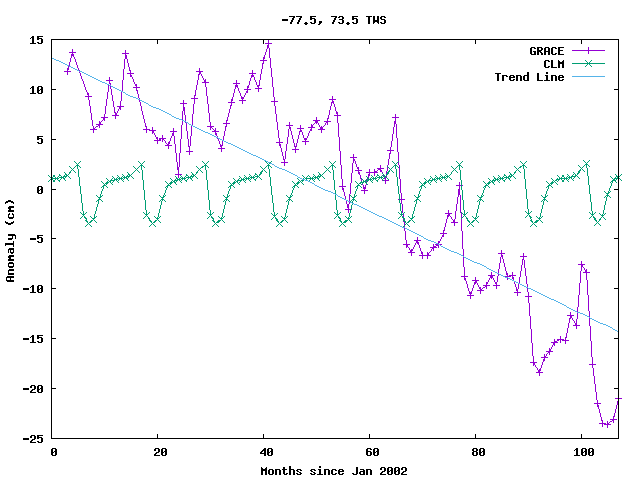 -77.5, 73.5 TWS
GRACE
CLM
Trend Line
15
10
5
0
-5
-10
-15
-20
-25
Anomaly (cm)
0 20 40 60 80 100
Months since Jan 2002